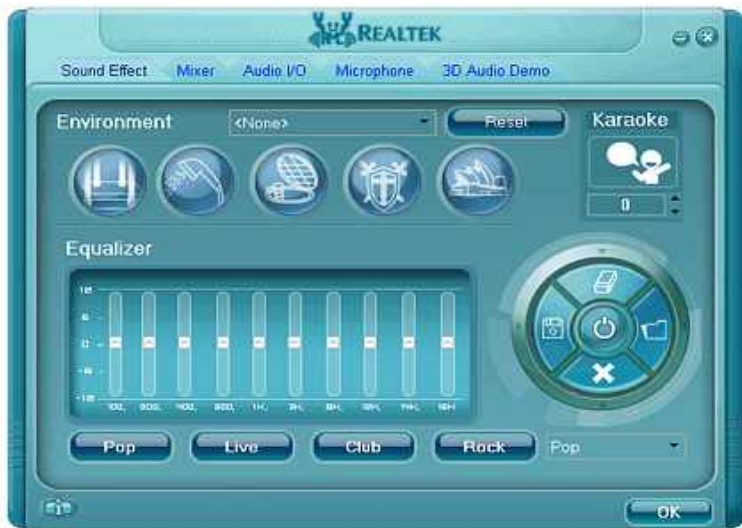 REALTEK
Sound Effect Mixer Audio I/O Microphone 3D Audio Demo
Environment <None> Reset Karaoke
0
Equalizer
0
Pop Live Club Rock Pop
OK